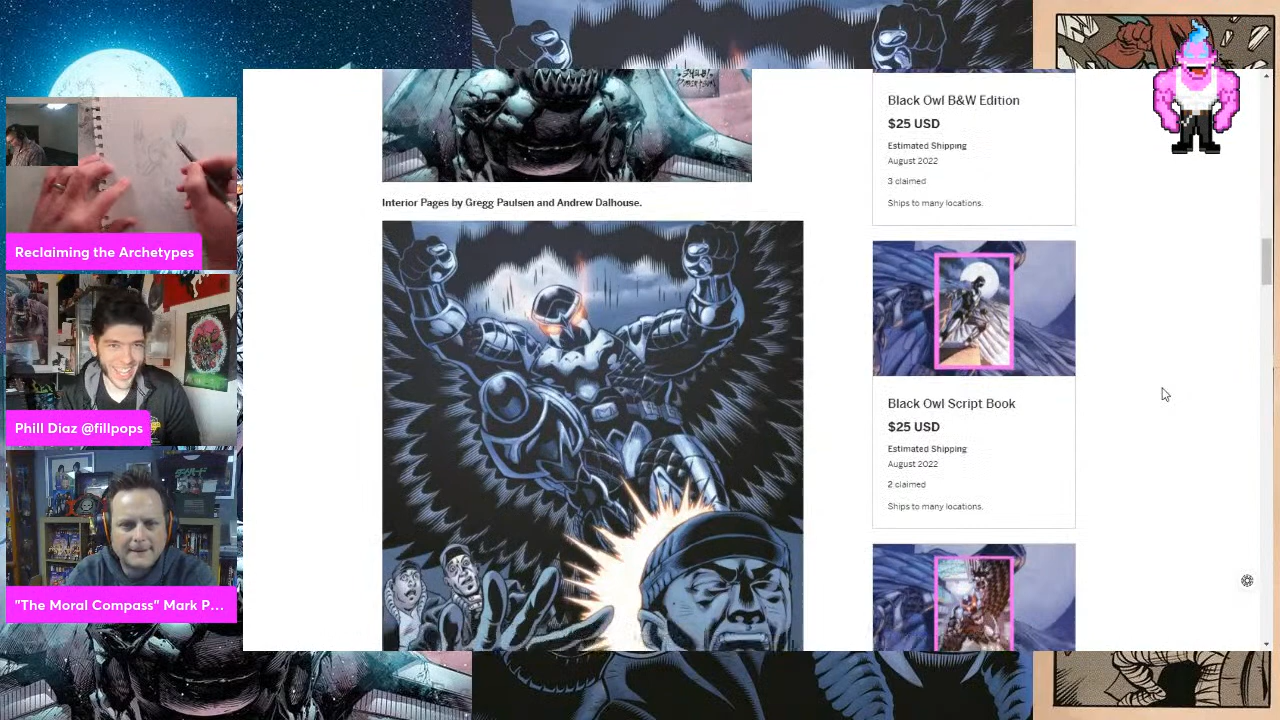 Reclaiming the Archetypes
Phill Diaz @fillpops
"The Moral Compass" Mark P...
Interior Pages by Gregg Paulsen and Andrew Dalhouse.
Black Owl B&W Edition
$25 USD
Estimated Shipping
August 2022
3 claimed
Ships to many locations.
Black Owl Script Book
$25 USD
Estimated Shipping
August 2022
2 claimed
Ships to many locations.